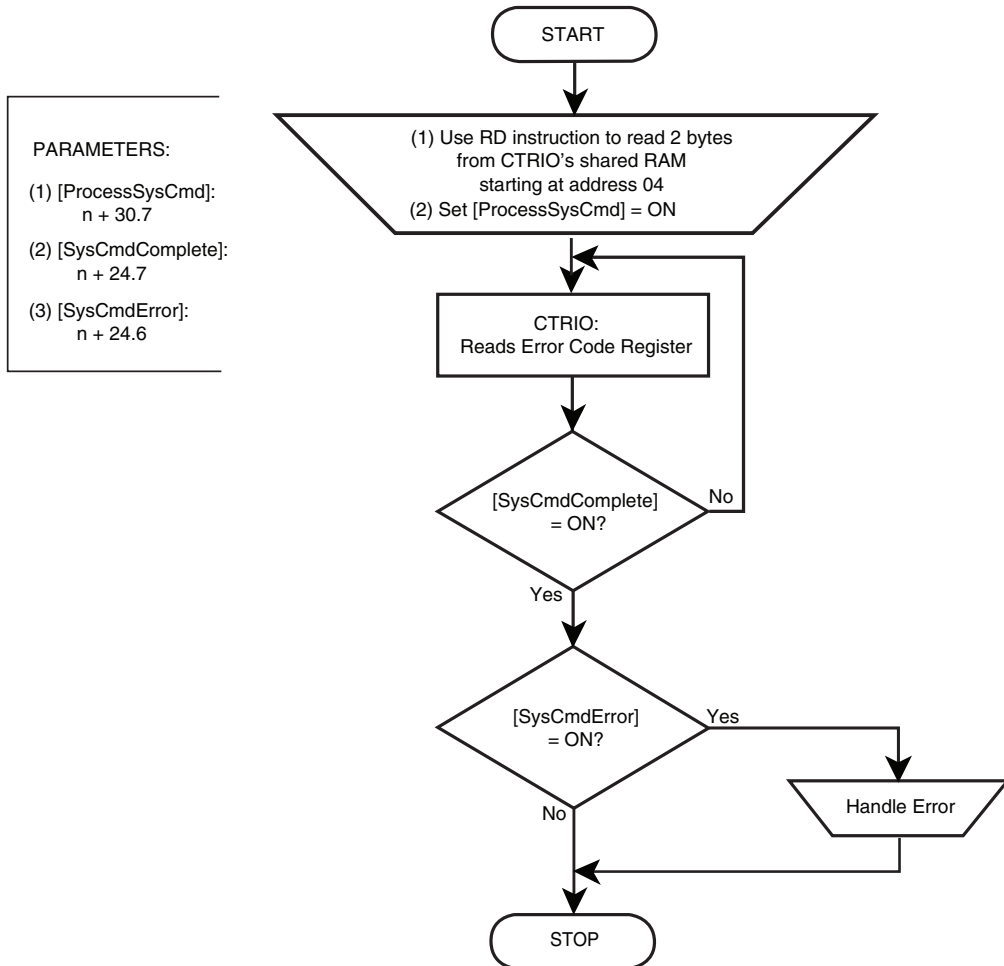 START
PARAMETERS:
(1) [ProcessSysCmd]:
n + 30.7
(2) [SysCmdComplete]:
n + 24.7
(3) [SysCmdError]:
n + 24.6
(1) Use RD instruction to read 2 bytes
from CTRIO's shared RAM
starting at address 04
(2) Set [ProcessSysCmd] = ON
CTRIO:
Reads Error Code Register
[SysCmdComplete]
= ON?
No
Yes
[SysCmdError]
= ON?
Yes
No
Handle Error
STOP